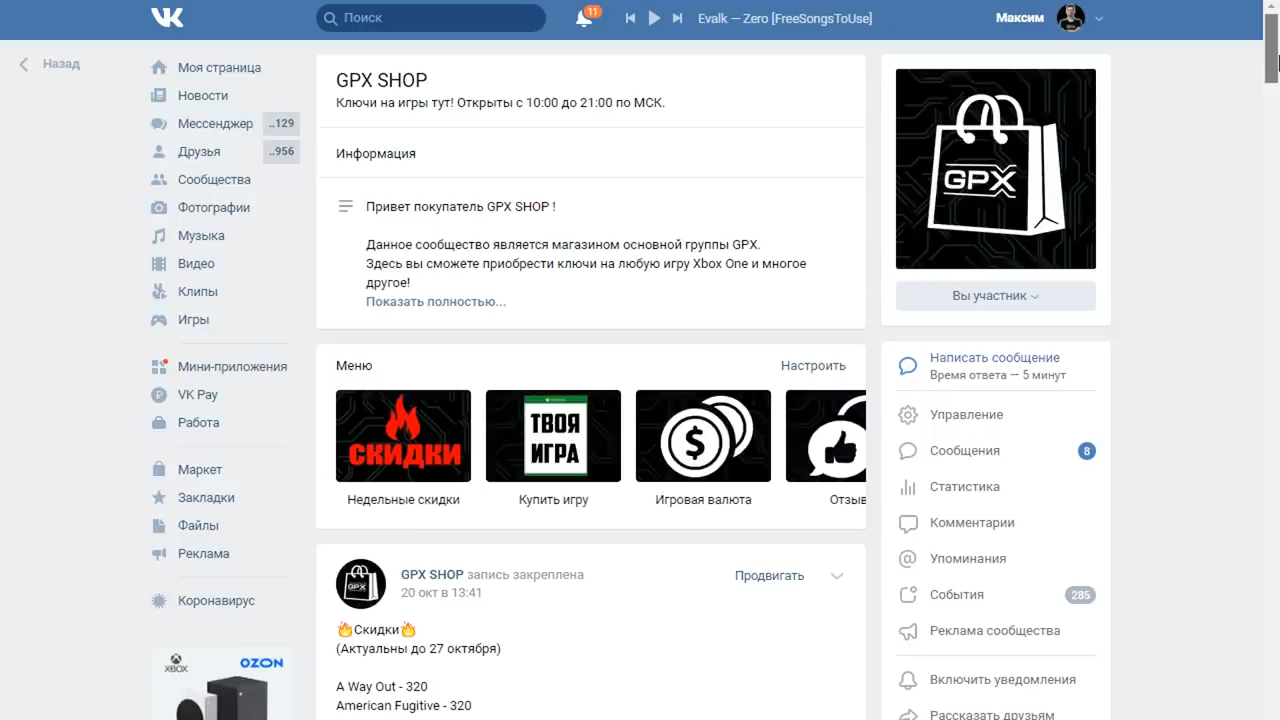 Поиск
11
Evalk — Zero [FreeSongsToUse]
Максим
Назад
Моя страница
Новости
Мессенджер ..129
Друзья ..956
Сообщества
Фотографии
Музыка
Видео
Клипы
Игры
Мини-приложения
VK Pay
Работа
Маркет
Закладки
Файлы
Реклама
Коронавирус
XBOX OZON
GPX SHOP
Ключи на игры тут! Открыты с 10:00 до 21:00 по МСК.
Информация
Привет покупатель GPX SHOP !
Данное сообщество является магазином основной группы GPX.
Здесь вы сможете приобрести ключи на любую игру Xbox One и многое
другое!
Показать полностью...
Меню Настроить
СКИДКИ
ТВОЯ
ИГРА
$
Недельные скидки
Купить игру
Игровая валюта
Отзыв
GPX
GPX SHOP запись закреплена
20 окт в 13:41
Продвигать
Скидки
(Актуальны до 27 октября)
A Way Out - 320
American Fugitive - 320
GPX
Вы участник
Написать сообщение
Время ответа — 5 минут
Управление
Сообщения 8
Статистика
Комментарии
Упоминания
События 285
Реклама сообщества
Включить уведомления
Рассказать друзьям